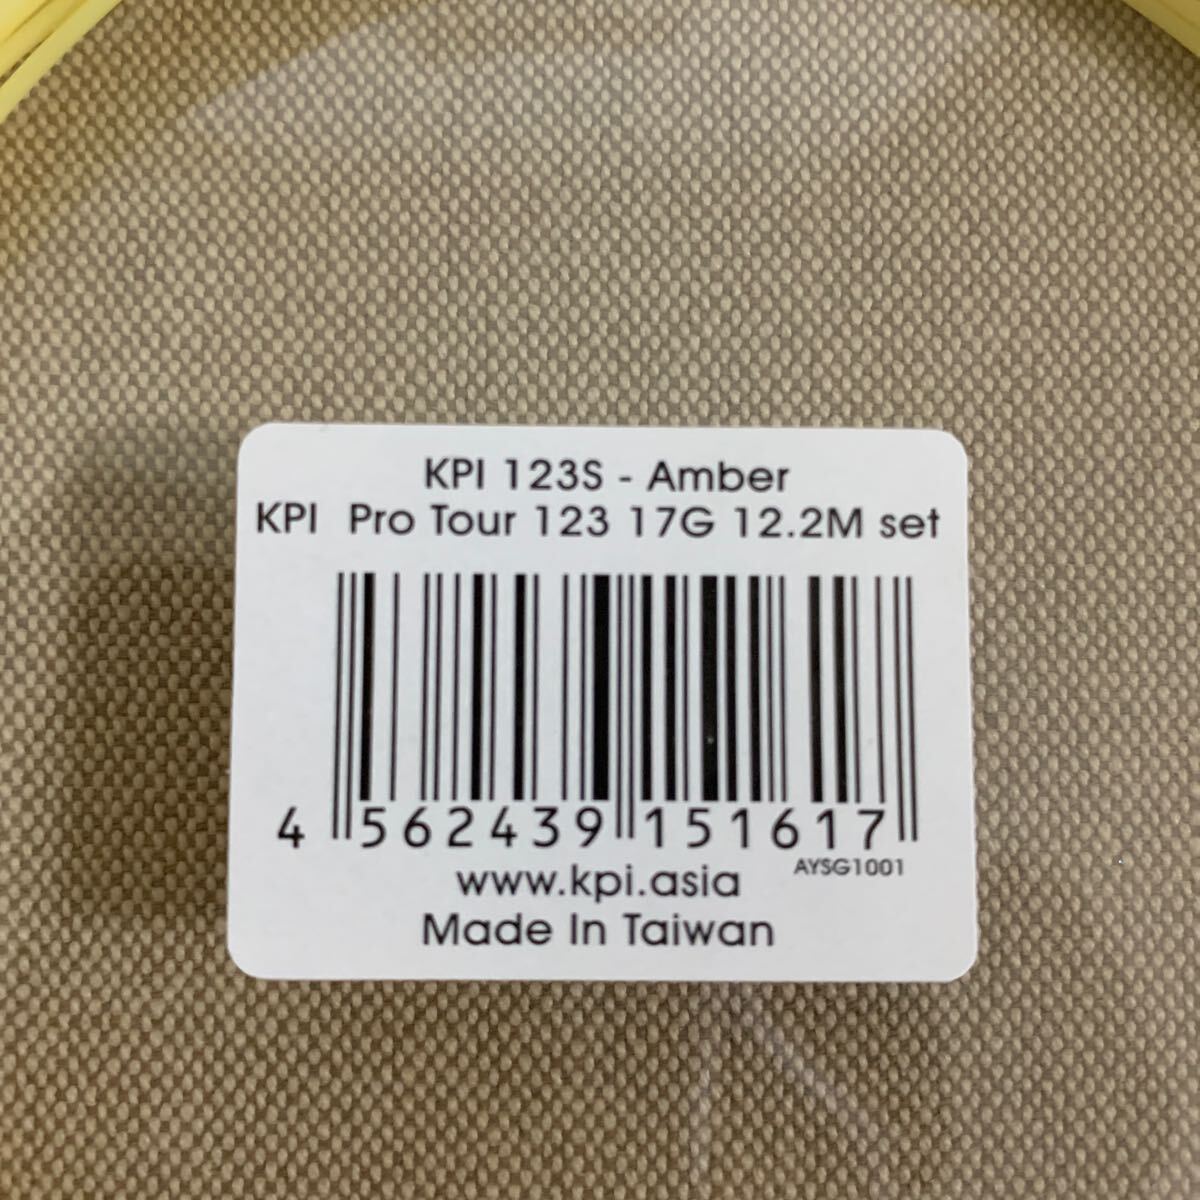 KPI 123S - Amber
KPI Pro Tour 123 17G 12.2M set
4 562439 151617
AYSG1001
www.kpi.asia
Made In Taiwan